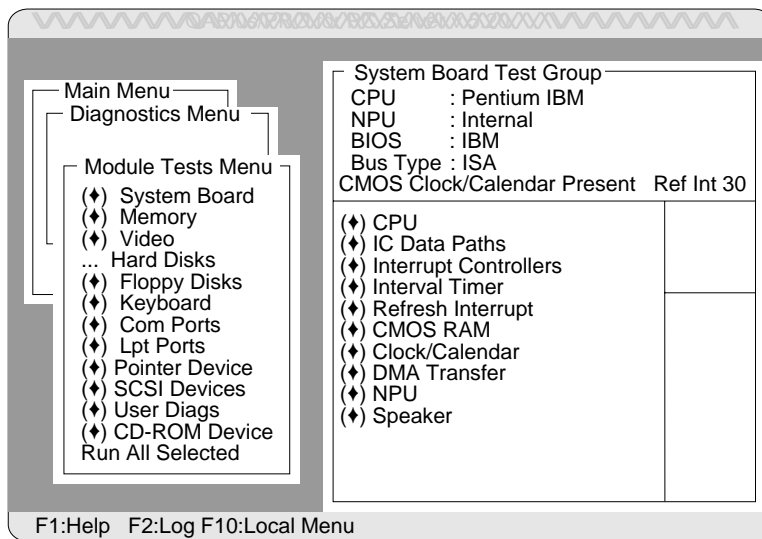 Main Menu
Diagnostics Menu
Module Tests Menu
(♦) System Board
(♦) Memory
(♦) Video
... Hard Disks
(♦) Floppy Disks
(♦) Keyboard
(♦) Com Ports
(♦) Lpt Ports
(♦) Pointer Device
(♦) SCSI Devices
(♦) User Diags
(♦) CD-ROM Device
Run All Selected
System Board Test Group
CPU : Pentium IBM
NPU : Internal
BIOS : IBM
Bus Type : ISA
CMOS Clock/Calendar Present Ref Int 30
(♦) CPU
(♦) IC Data Paths
(♦) Interrupt Controllers
(♦) Interval Timer
(♦) Refresh Interrupt
(♦) CMOS RAM
(♦) Clock/Calendar
(♦) DMA Transfer
(♦) NPU
(♦) Speaker
F1:Help F2:Log F10:Local Menu